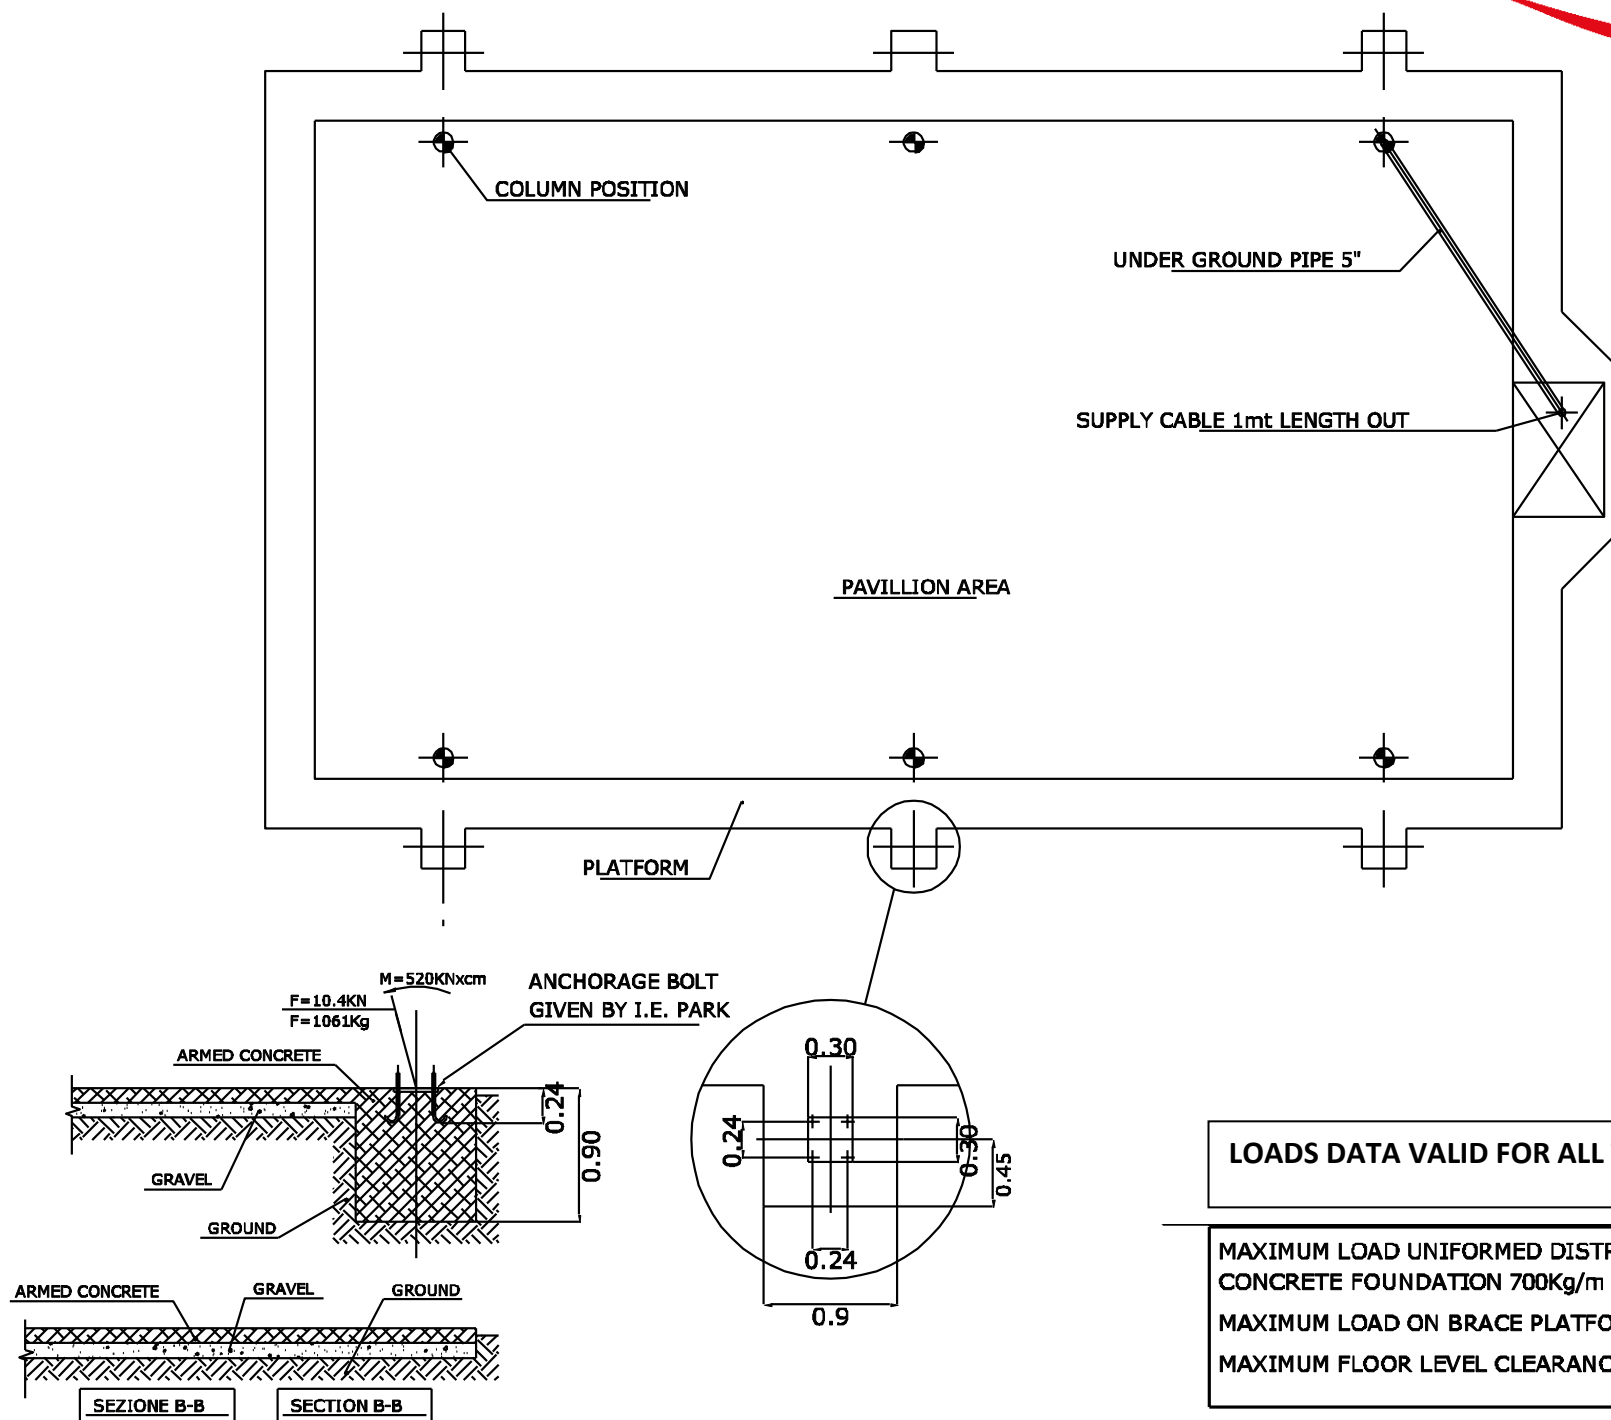 COLUMN POSITION
UNDER GROUND PIPE 5"
SUPPLY CABLE 1mt LENGTH OUT
PAVILLION AREA
PLATFORM
M=520KNxcm
F=10.4KN
F=1061Kg
ANCHORAGE BOLT
GIVEN BY I.E. PARK
ARMED CONCRETE
0.24
0.90
GRAVEL
GROUND
0.30
0.24
0.30
0.45
0.24
0.9
LOADS DATA VALID FOR ALL
MAXIMUM LOAD UNIFORMED DISTR
CONCRETE FOUNDATION 700Kg/m
MAXIMUM LOAD ON BRACE PLATFO
MAXIMUM FLOOR LEVEL CLEARANC
ARMED CONCRETE
GRAVEL
GROUND
SEZIONE B-B
SECTION B-B